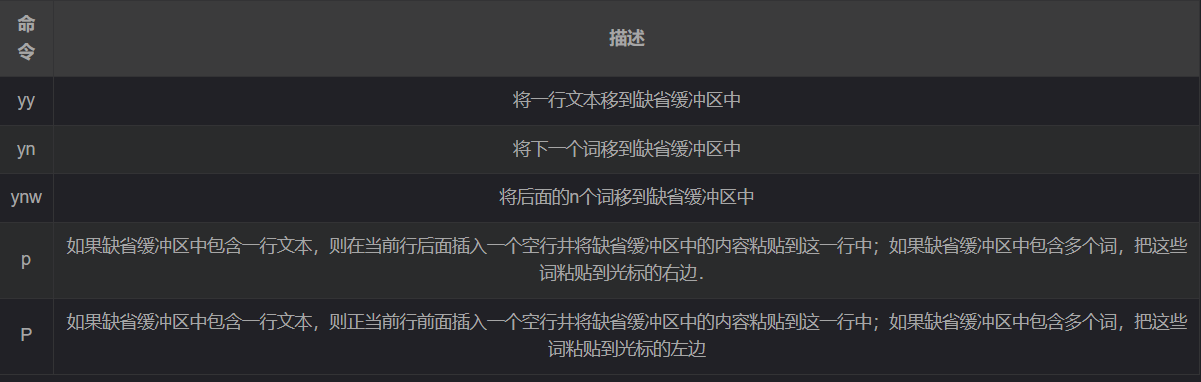 命
令
描述
yy
将一行文本移到缺省缓冲区中
yn
将下一个词移到缺省缓冲区中
ynw
将后面的n个词移到缺省缓冲区中
p
如果缺省缓冲区中包含一行文本，则在当前行后面插入一个空行井将缺省缓冲区中的内容粘贴到这一行中；如果缺省缓冲区中包含多个词，把这些
词粘贴到光标的右边．
P
如果缺省缓冲区中包含一行文本，则正当前行前面插入一个空行井将缺省缓冲区中的内容粘贴到这一行中；如果缺省缓冲区中包含多个词，把这些
词粘贴到光标的左边